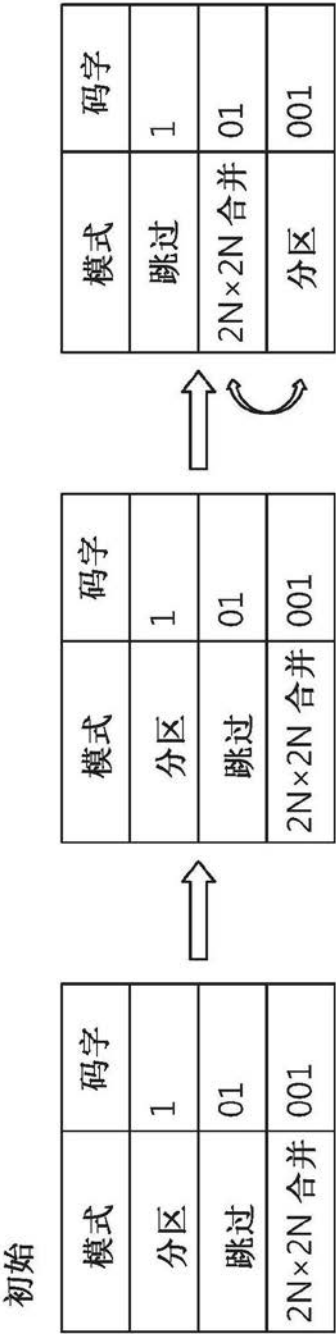 初始
模式 码字
分区 1
跳过 01
2N×2N 合并 001
模式 码字
分区 1
跳过 01
2N×2N 合并 001
模式 码字
跳过 1
2N×2N 合并 01
分区 001